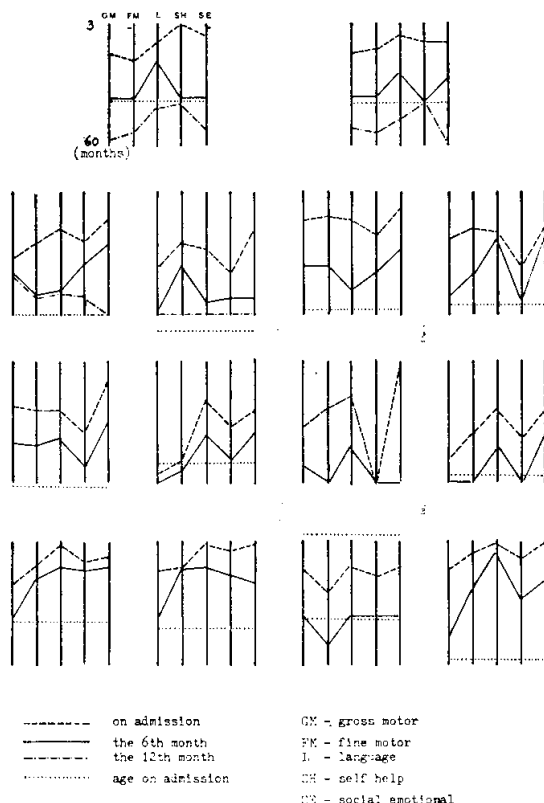 GM FM L SH SE
3
60
(months)
on admission
the 6th month
the 12th month
age on admission
GM - gross motor
FM - fine motor
L - language
SH - self help
SE - social emotional